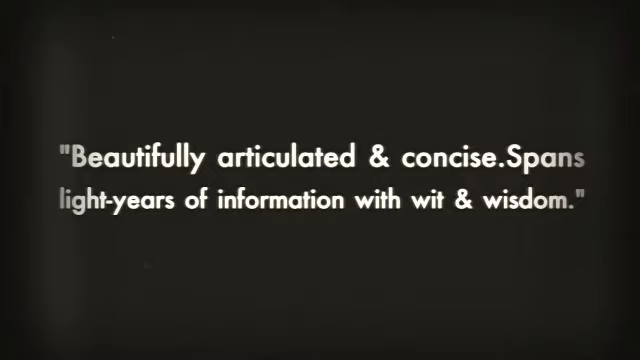 "Beautifully articulated & concise.Spans
light-years of information with wit & wisdom."